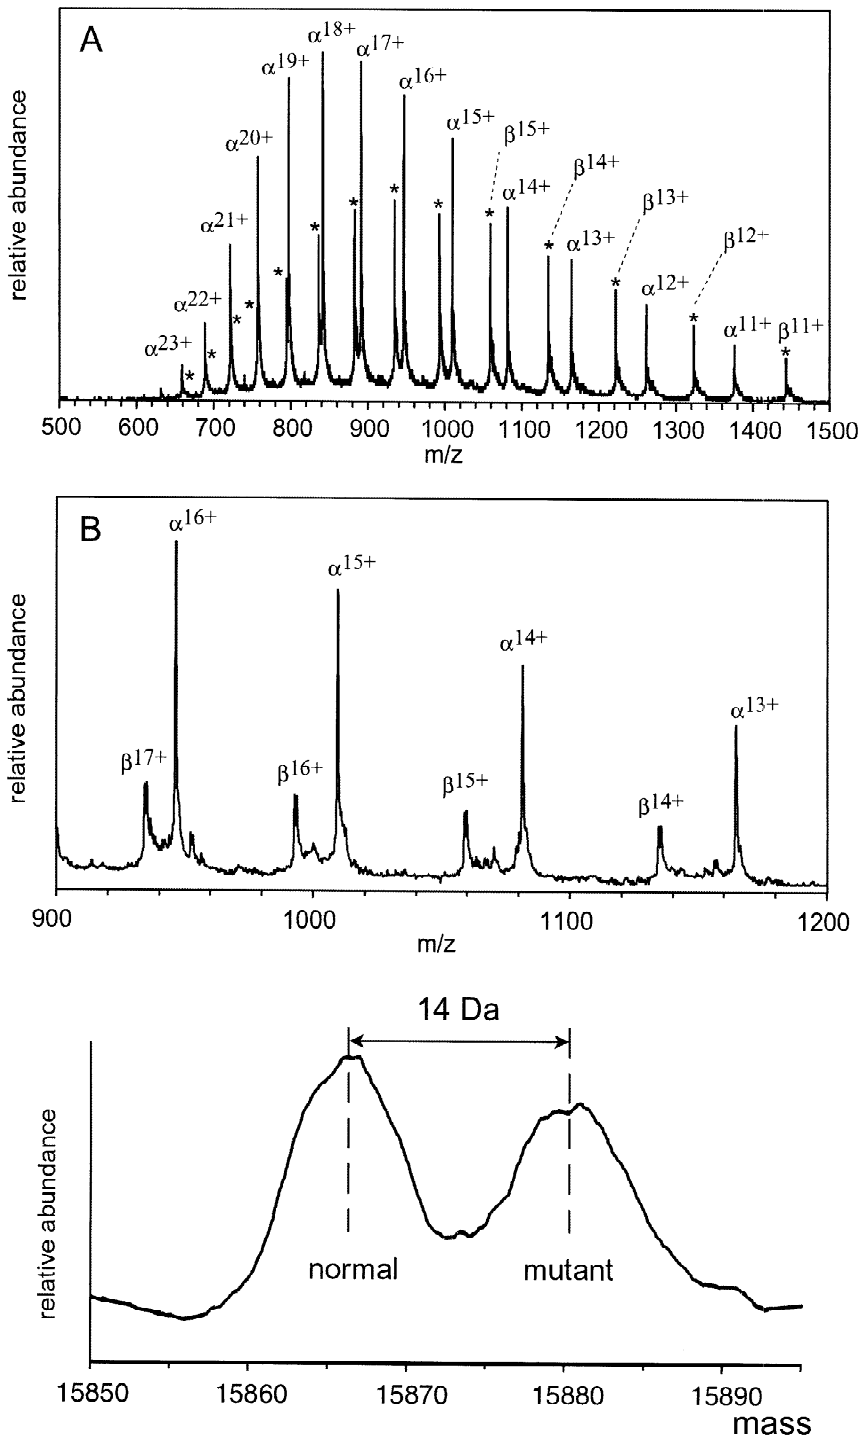 A
α18+
α17+
α19+
α16+
α20+
α15+
β15+
β14+
α14+
β13+
α21+
α13+
β12+
α22+
α12+
α23+
α11+
β11+
* * * * * * * * * * * * *
relative abundance
500 600 700 800 900 1000 1100 1200 1300 1400 1500
m/z
B
α16+
α15+
α14+
α13+
β17+
β16+
β15+
β14+
relative abundance
900 1000 1100 1200
m/z
14 Da
relative abundance
normal mutant
15850 15860 15870 15880 15890
mass